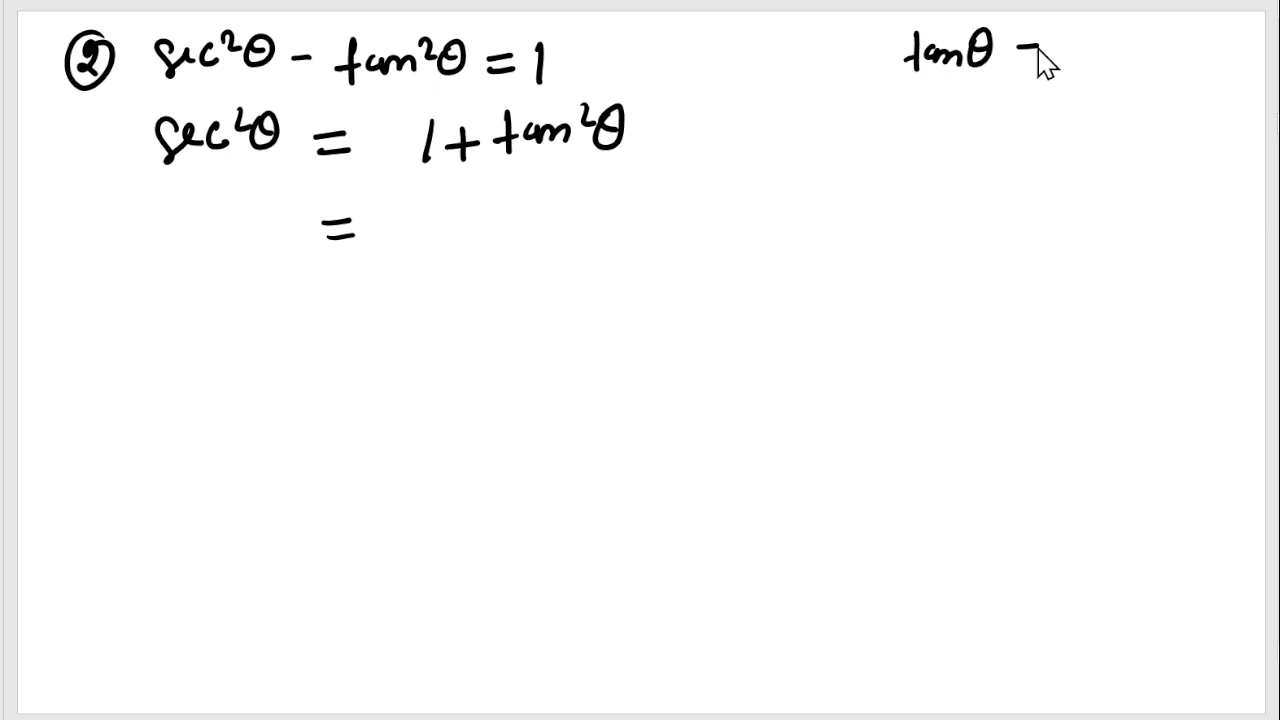 ② sec²θ - tan²θ = 1
tanθ -
sec²θ = 1 + tan²θ
=